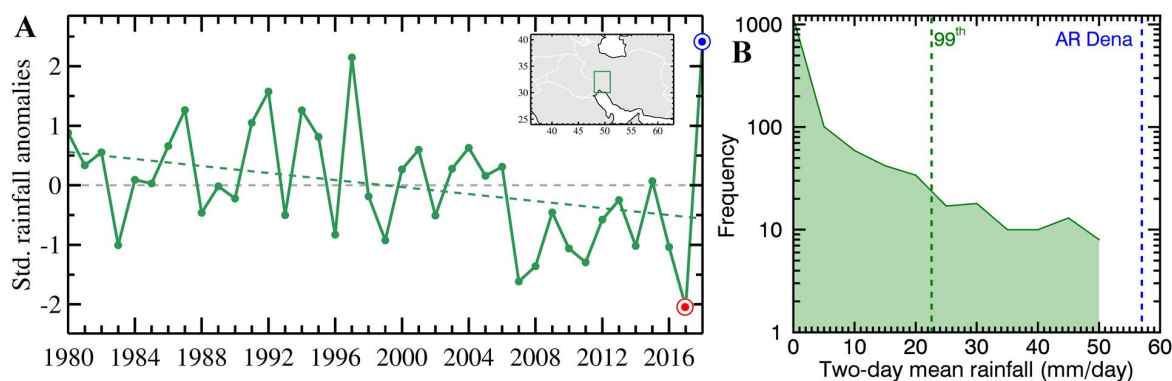 A
Std. rainfall anomalies
2
1
0
-1
-2
1980 1984 1988 1992 1996 2000 2004 2008 2012 2016
40
35
30
25
40 45 50 55 60
B
Frequency
1000
100
10
1
99th
AR Dena
0 10 20 30 40 50 60
Two-day mean rainfall (mm/day)